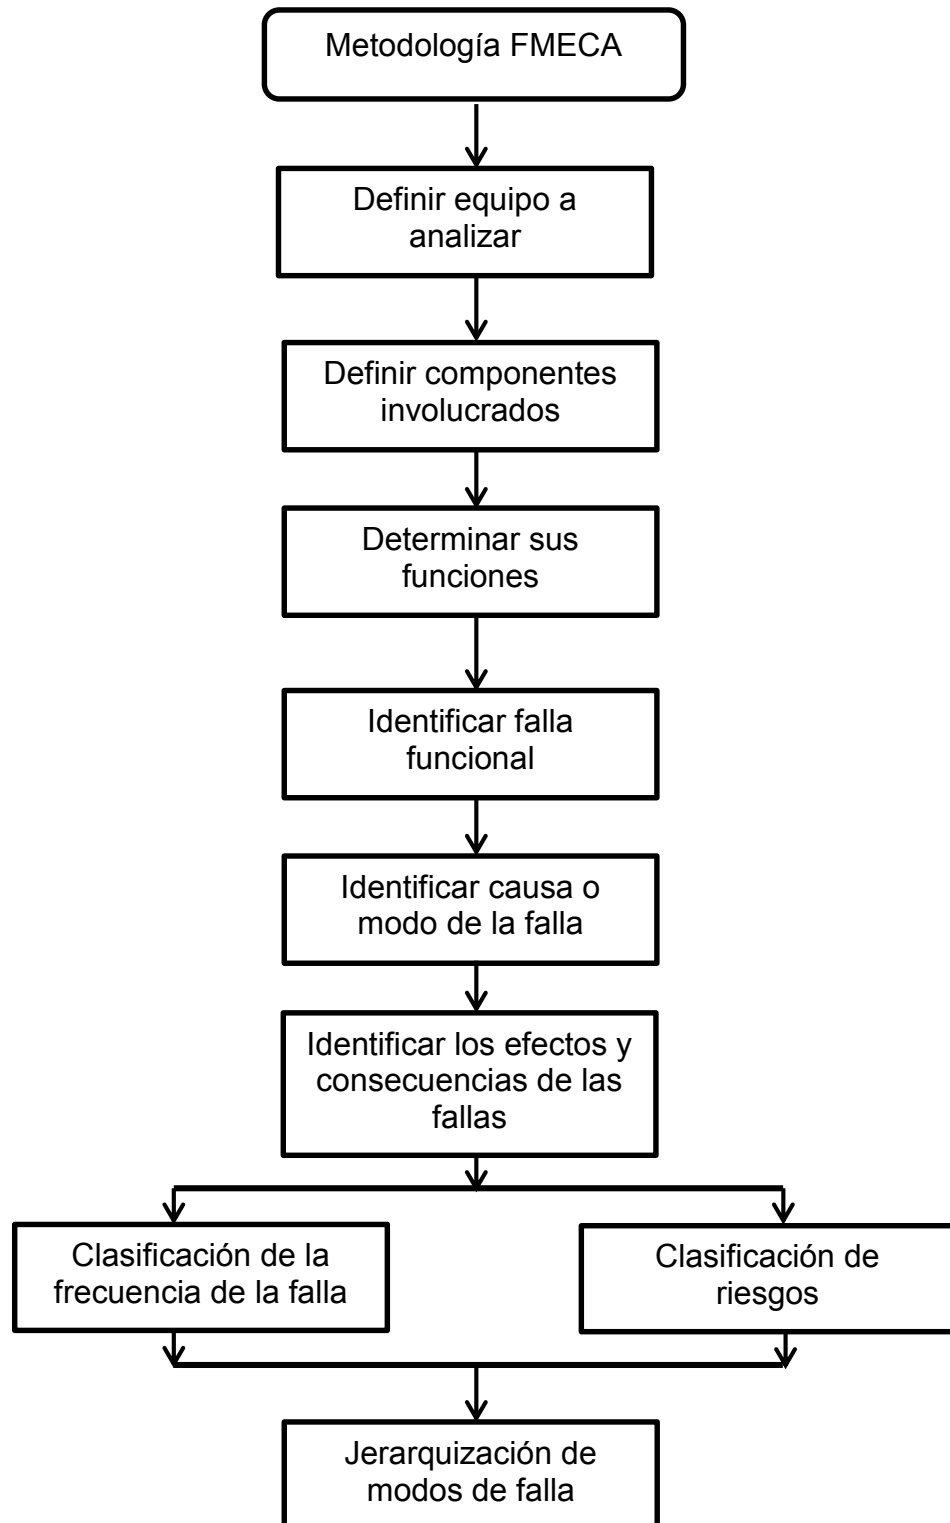 Metodología FMECA
Definir equipo a
analizar
Definir componentes
involucrados
Determinar sus
funciones
Identificar falla
funcional
Identificar causa o
modo de la falla
Identificar los efectos y
consecuencias de las
fallas
Clasificación de la
frecuencia de la falla
Clasificación de
riesgos
Jerarquización de
modos de falla